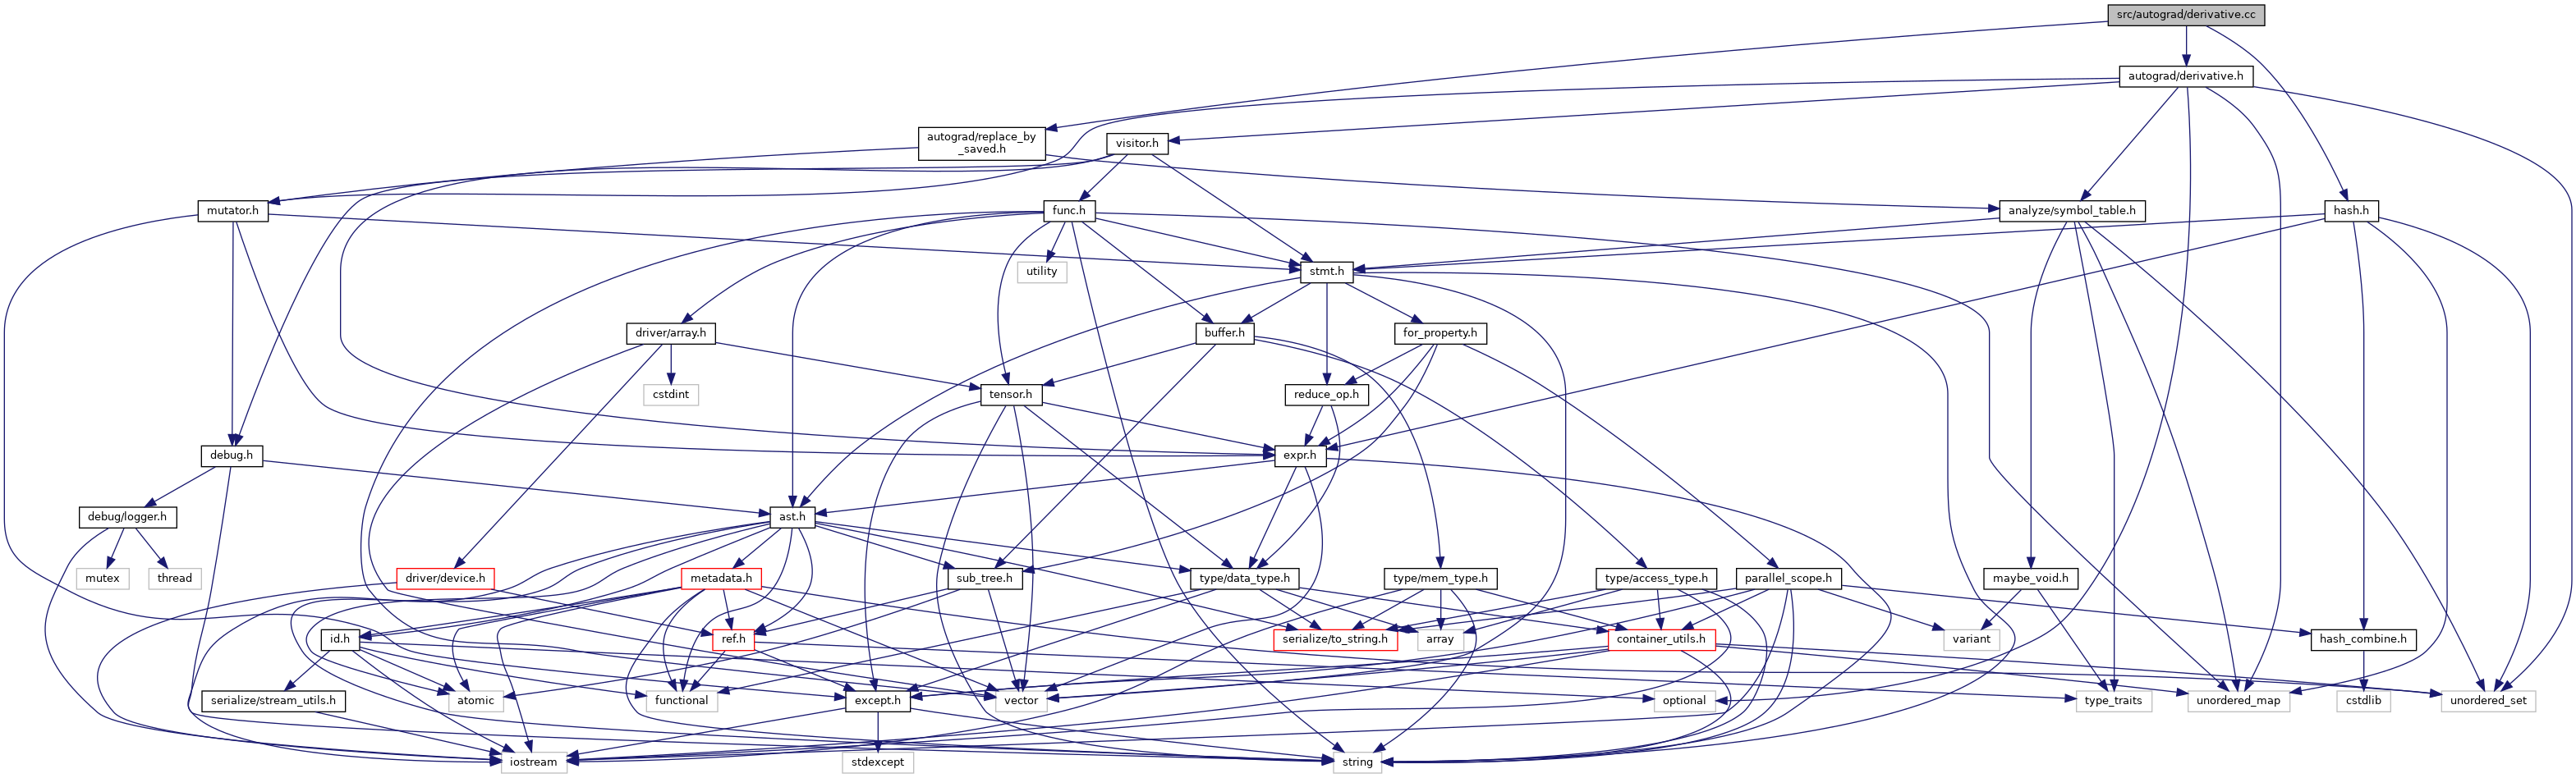 src/autograd/derivative.cc
autograd/derivative.h
autograd/replace_by
_saved.h
visitor.h
mutator.h
func.h
analyze/symbol_table.h
hash.h
utility
stmt.h
driver/array.h
buffer.h
for_property.h
cstdint
tensor.h
reduce_op.h
debug.h
expr.h
debug/logger.h
ast.h
mutex
thread
driver/device.h
metadata.h
sub_tree.h
type/data_type.h
type/mem_type.h
type/access_type.h
parallel_scope.h
maybe_void.h
id.h
ref.h
serialize/to_string.h
array
container_utils.h
variant
hash_combine.h
serialize/stream_utils.h
atomic
functional
except.h
vector
optional
type_traits
unordered_map
cstdlib
unordered_set
iostream
stdexcept
string